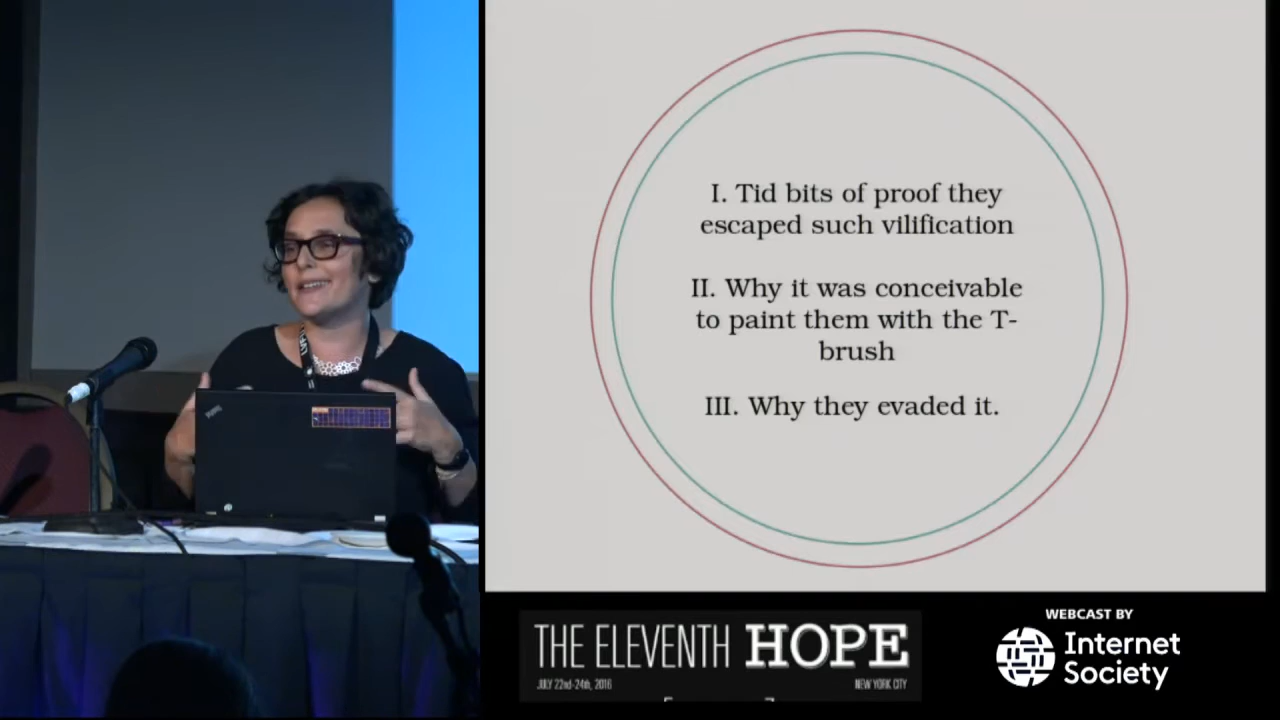 I. Tid bits of proof they
escaped such vilification
II. Why it was conceivable
to paint them with the T-
brush
III. Why they evaded it.
THE ELEVENTH HOPE
JULY 22nd-24th, 2016
NEW YORK CITY
WEBCAST BY
Internet
Society